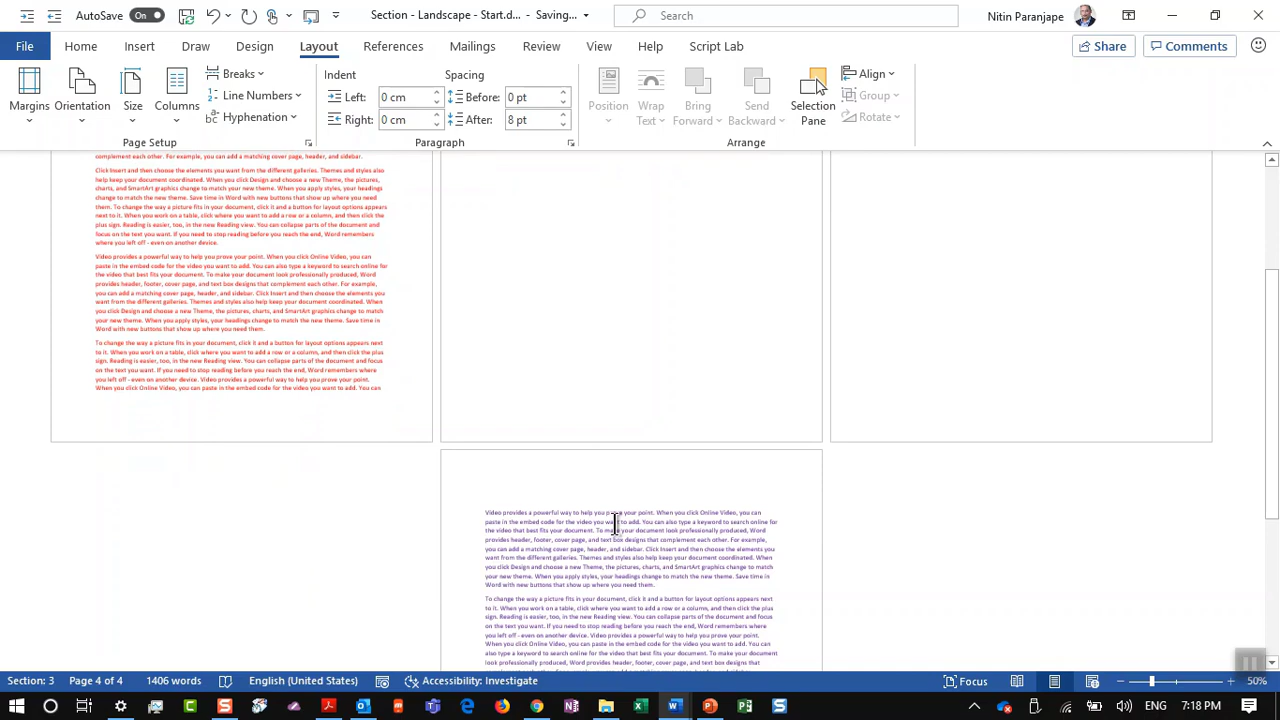 AutoSave On Section - Landscape - Start.d... - Saving... Search Nitin Paranjape
File Home Insert Draw Design Layout References Mailings Review View Help Script Lab Share Comments
Margins Orientation Size Columns Breaks Line Numbers Hyphenation
Indent Left: 0 cm Right: 0 cm
Spacing Before: 0 pt After: 8 pt
Position Wrap Text Bring Forward Send Backward Selection Pane Align Group Rotate
Page Setup Paragraph Arrange
complement each other. For example, you can add a matching cover page, header, and sidebar.
Click Insert and then choose the elements you want from the different galleries. Themes and styles also
help keep your document coordinated. When you click Design and choose a new Theme, the pictures,
charts, and SmartArt graphics change to match your new theme. When you apply styles, your headings
change to match the new theme. Save time in Word with new buttons that show up where you need
them. To change the way a picture fits in your document, click it and a button for layout options appears
next to it. When you work on a table, click where you want to add a row or a column, and then click the
plus sign. Reading is easier, too, in the new Reading view. You can collapse parts of the document and
focus on the text you want. If you need to stop reading before you reach the end, Word remembers
where you left off - even on another device.
Video provides a powerful way to help you prove your point. When you click Online Video, you can
paste in the embed code for the video you want to add. You can also type a keyword to search online for
the video that best fits your document. To make your document look professionally produced, Word
provides header, footer, cover page, and text box designs that complement each other. For example,
you can add a matching cover page, header, and sidebar. Click Insert and then choose the elements you
want from the different galleries. Themes and styles also help keep your document coordinated. When
you click Design and choose a new Theme, the pictures, charts, and SmartArt graphics change to match
your new theme. When you apply styles, your headings change to match the new theme. Save time in
Word with new buttons that show up where you need them.
To change the way a picture fits in your document, click it and a button for layout options appears next
to it. When you work on a table, click where you want to add a row or a column, and then click the plus
sign. Reading is easier, too, in the new Reading view. You can collapse parts of the document and focus
on the text you want. If you need to stop reading before you reach the end, Word remembers where
you left off - even on another device. Video provides a powerful way to help you prove your point.
When you click Online Video, you can paste in the embed code for the video you want to add. You can
Video provides a powerful way to help you prove your point. When you click Online Video, you can
paste in the embed code for the video you want to add. You can also type a keyword to search online for
the video that best fits your document. To make your document look professionally produced, Word
provides header, footer, cover page, and text box designs that complement each other. For example,
you can add a matching cover page, header, and sidebar. Click Insert and then choose the elements you
want from the different galleries. Themes and styles also help keep your document coordinated. When
you click Design and choose a new Theme, the pictures, charts, and SmartArt graphics change to match
your new theme. When you apply styles, your headings change to match the new theme. Save time in
Word with new buttons that show up where you need them.
To change the way a picture fits in your document, click it and a button for layout options appears next
to it. When you work on a table, click where you want to add a row or a column, and then click the plus
sign. Reading is easier, too, in the new Reading view. You can collapse parts of the document and focus
on the text you want. If you need to stop reading before you reach the end, Word remembers where
you left off - even on another device. Video provides a powerful way to help you prove your point.
When you click Online Video, you can paste in the embed code for the video you want to add. You can
also type a keyword to search online for the video that best fits your document. To make your document
look professionally produced, Word provides header, footer, cover page, and text box designs that
Section: 3 Page 4 of 4 1406 words English (United States) Accessibility: Investigate Focus 50%
ENG 7:18 PM